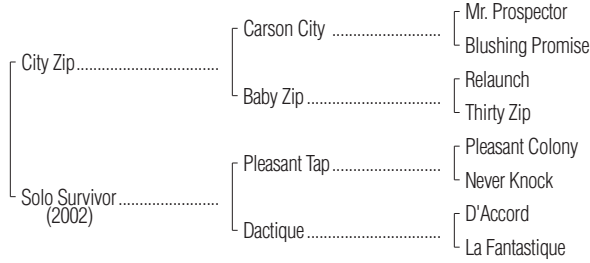 Mr. Prospector
Carson City ......................
Blushing Promise
City Zip .............................
Relaunch
Baby Zip ...........................
Thirty Zip
Pleasant Colony
Pleasant Tap ......................
Never Knock
Solo Survivor ....................
(2002)
D'Accord
Dactique ...........................
La Fantastique